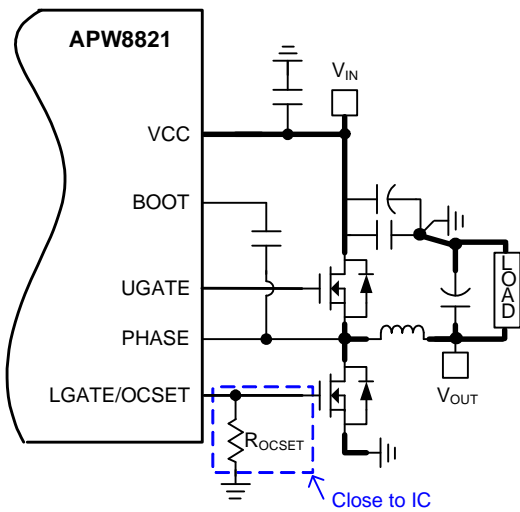 APW8821
VIN
VCC
BOOT
UGATE
PHASE
LGATE/OCSET
LOAD
VOUT
ROCSET
Close to IC